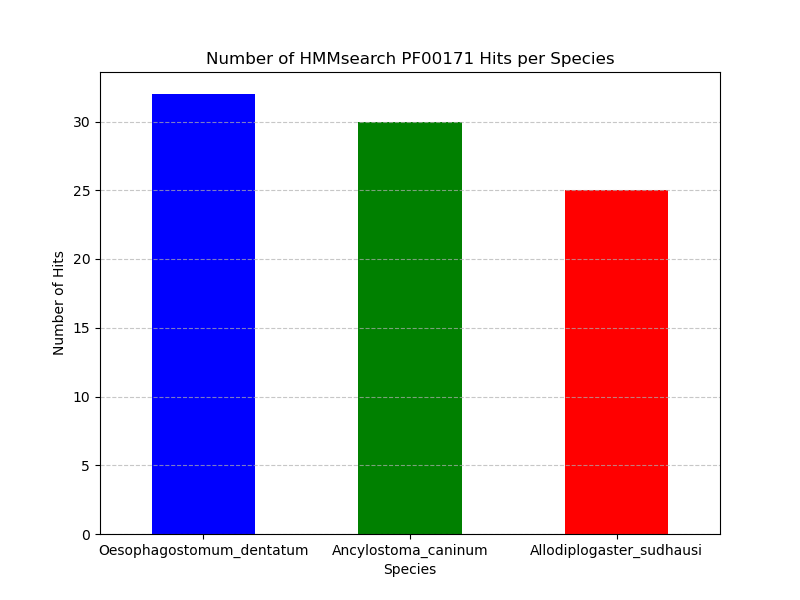 Number of HMMsearch PF00171 Hits per Species
30
25
20
15
10
5
0
Number of Hits
Oesophagostomum_dentatum
Ancylostoma_caninum
Allodiplogaster_sudhausi
Species